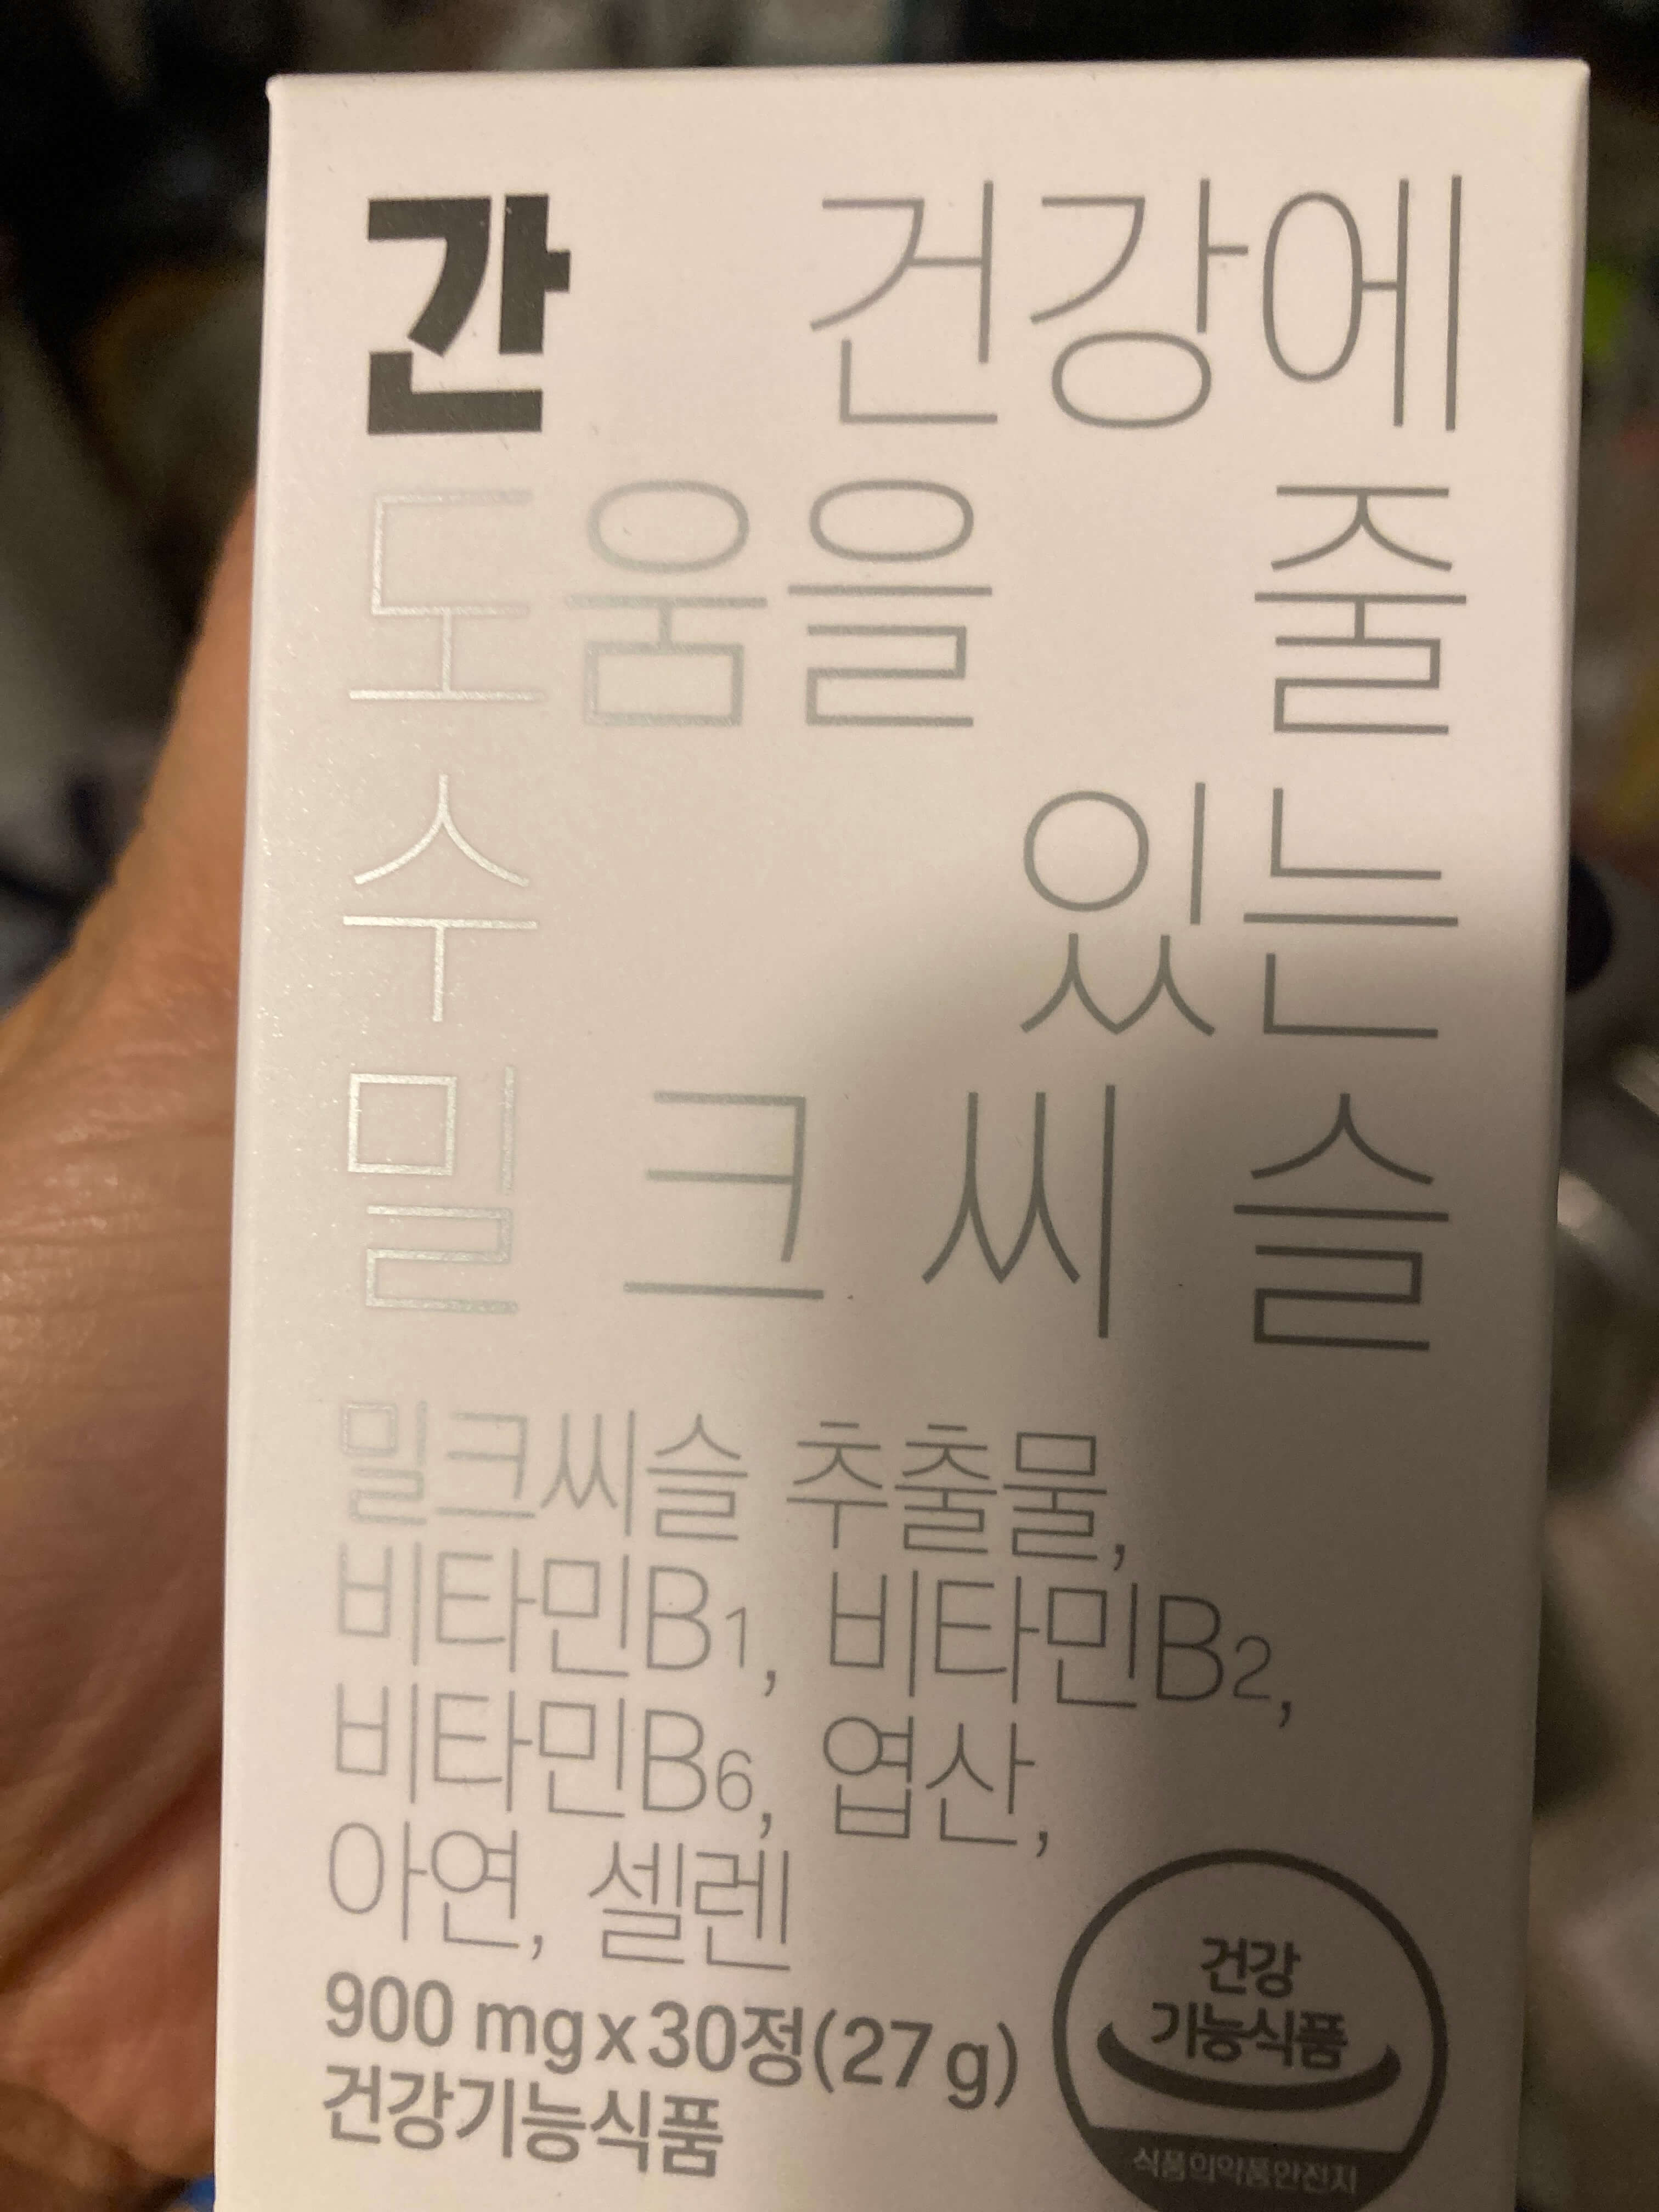 간 건강에
도움을 줄
수 있는
밀크씨슬
밀크씨슬 추출물,
비타민B1, 비타민B2,
비타민B6, 엽산,
아연, 셀렌
900 mg x 30정(27 g)
건강기능식품
건강
기능식품
식품의약품안전처